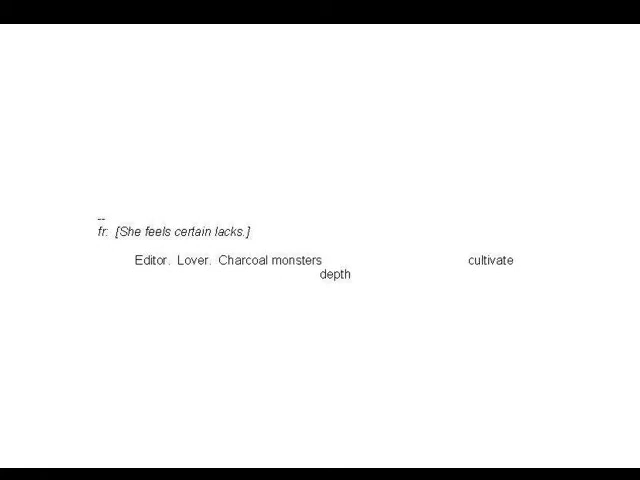 --
fr: [She feels certain lacks.]
Editor. Lover. Charcoal monsters cultivate
depth